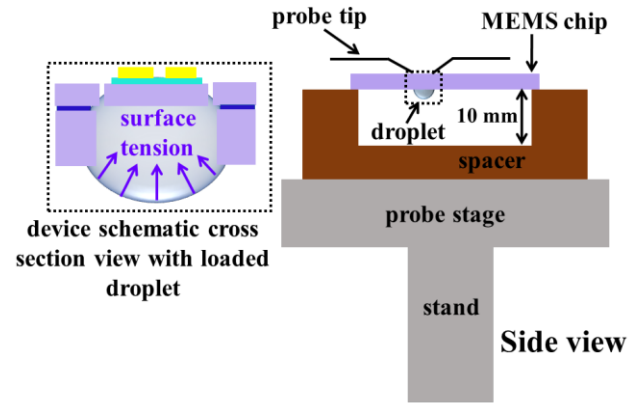 surface
tension
device schematic cross
section view with loaded
droplet
probe tip
MEMS chip
droplet
10 mm
spacer
probe stage
stand
Side view